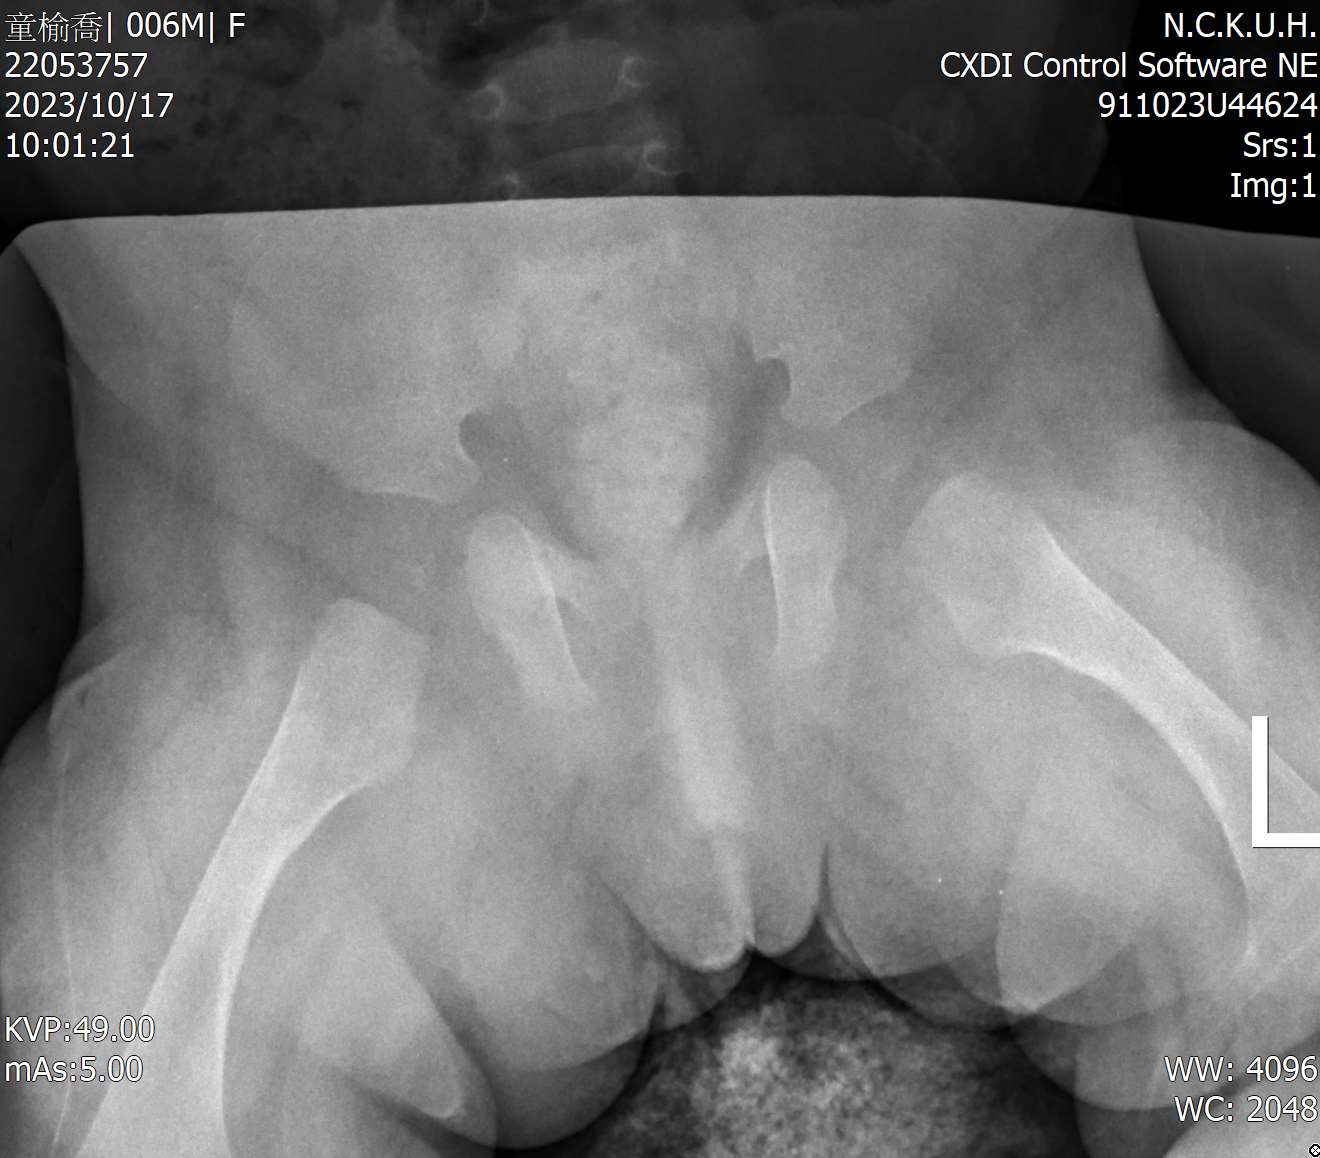 童榆喬| 006M| F
22053757
2023/10/17
10:01:21
N.C.K.U.H.
CXDI Control Software NE
911023U44624
Srs:1
Img:1
L
KVP:49.00
mAs:5.00
WW: 4096
WC: 2048